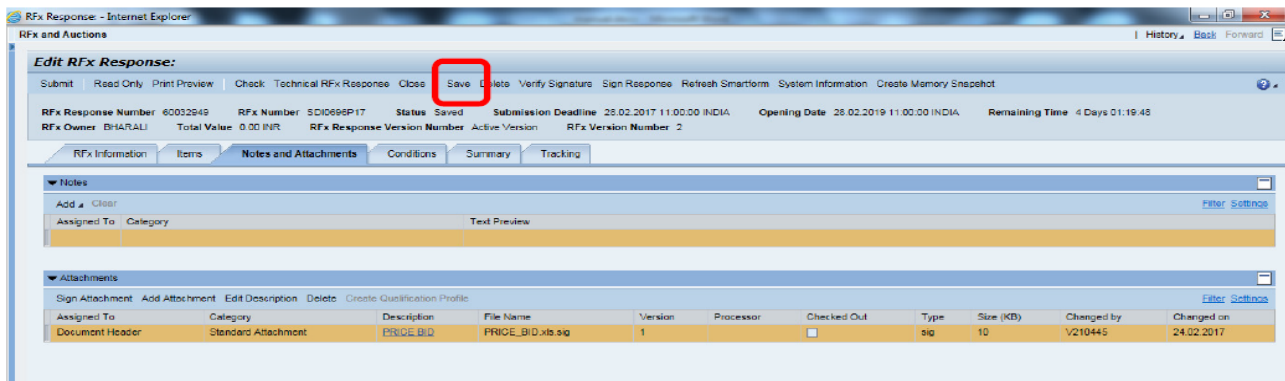 RFx Response: - Internet Explorer
RFx and Auctions | History Back Forward
Edit RFx Response:
Submit | Read Only Print Preview | Check Technical RFx Response Close | Save Delete Verify Signature Sign Response Refresh Smartform System Information Create Memory Snapshot
RFx Response Number 60032949 RFx Number SDI0696P17 Status Saved Submission Deadline 28.02.2017 11:00:00 INDIA Opening Date 28.02.2019 11:00:00 INDIA Remaining Time 4 Days 01:19:48
RFx Owner BHARALI Total Value 0.00 INR RFx Response Version Number Active Version RFx Version Number 2
RFx Information Items Notes and Attachments Conditions Summary Tracking
Notes
Add Clear Filter Settings
Assigned To Category Text Preview
Attachments
Sign Attachment Add Attachment Edit Description Delete Create Qualification Profile Filter Settings
Assigned To Category Description File Name Version Processor Checked Out Type Size (KB) Changed by Changed on
Document Header Standard Attachment PRICE BID PRICE_BID.xls.sig 1 sig 10 V210445 24.02.2017